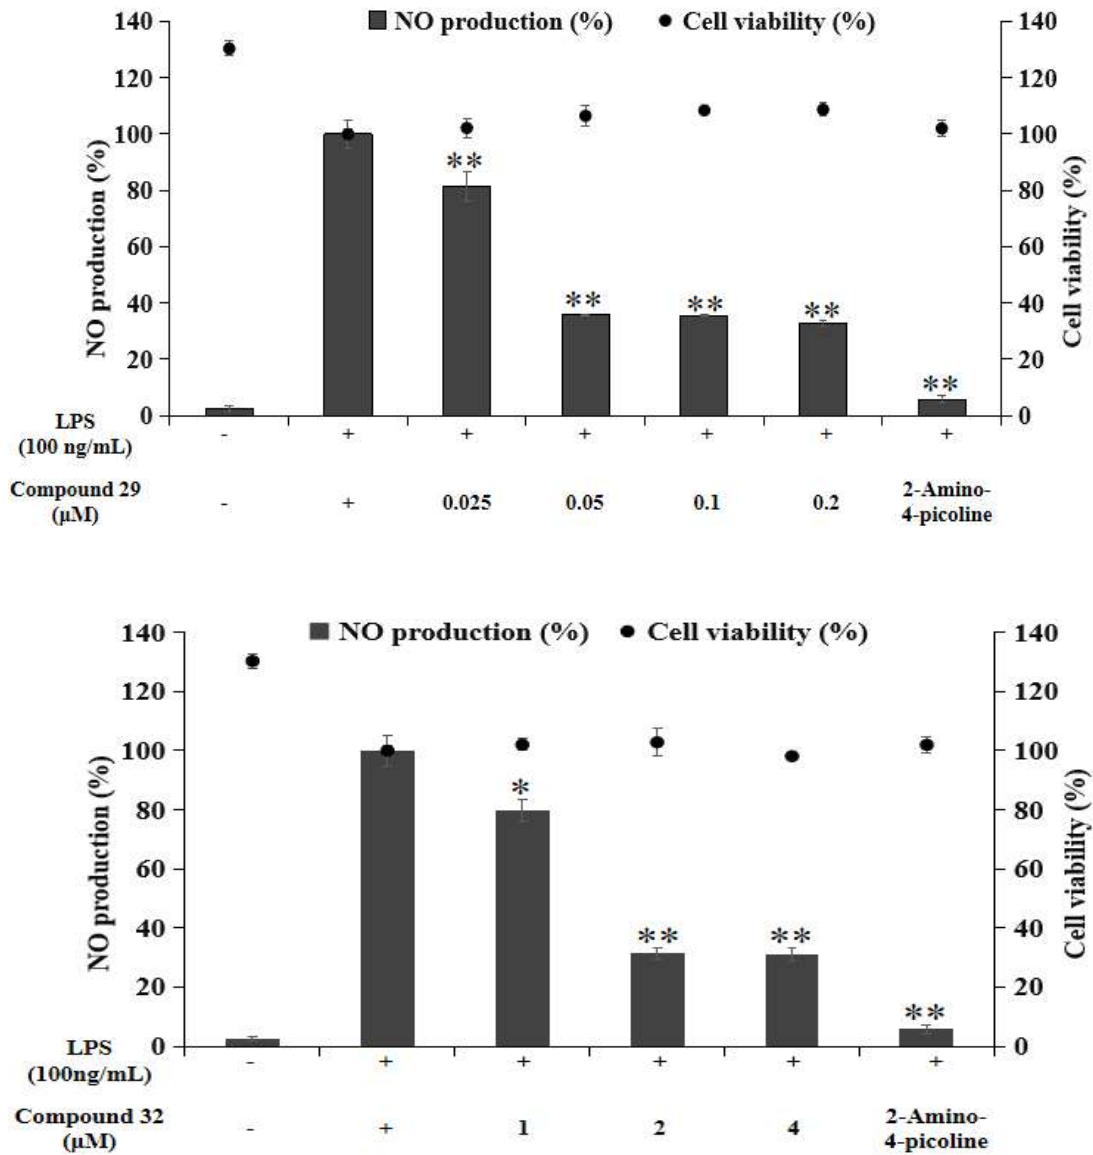 NO production (%) Cell viability (%)
140 140
120 120
100 100
80 80
60 60
40 40
20 20
0 0
NO production (%)
Cell viability (%)
**
**
**
**
**
LPS
(100 ng/mL)
- + + + + + +
Compound 29
(μM)
- + 0.025 0.05 0.1 0.2 2-Amino-
4-picoline
NO production (%) Cell viability (%)
140 140
120 120
100 100
80 80
60 60
40 40
20 20
0 0
NO production (%)
Cell viability (%)
*
**
**
**
LPS
(100ng/mL)
- + + + + +
Compound 32
(μM)
- + 1 2 4 2-Amino-
4-picoline